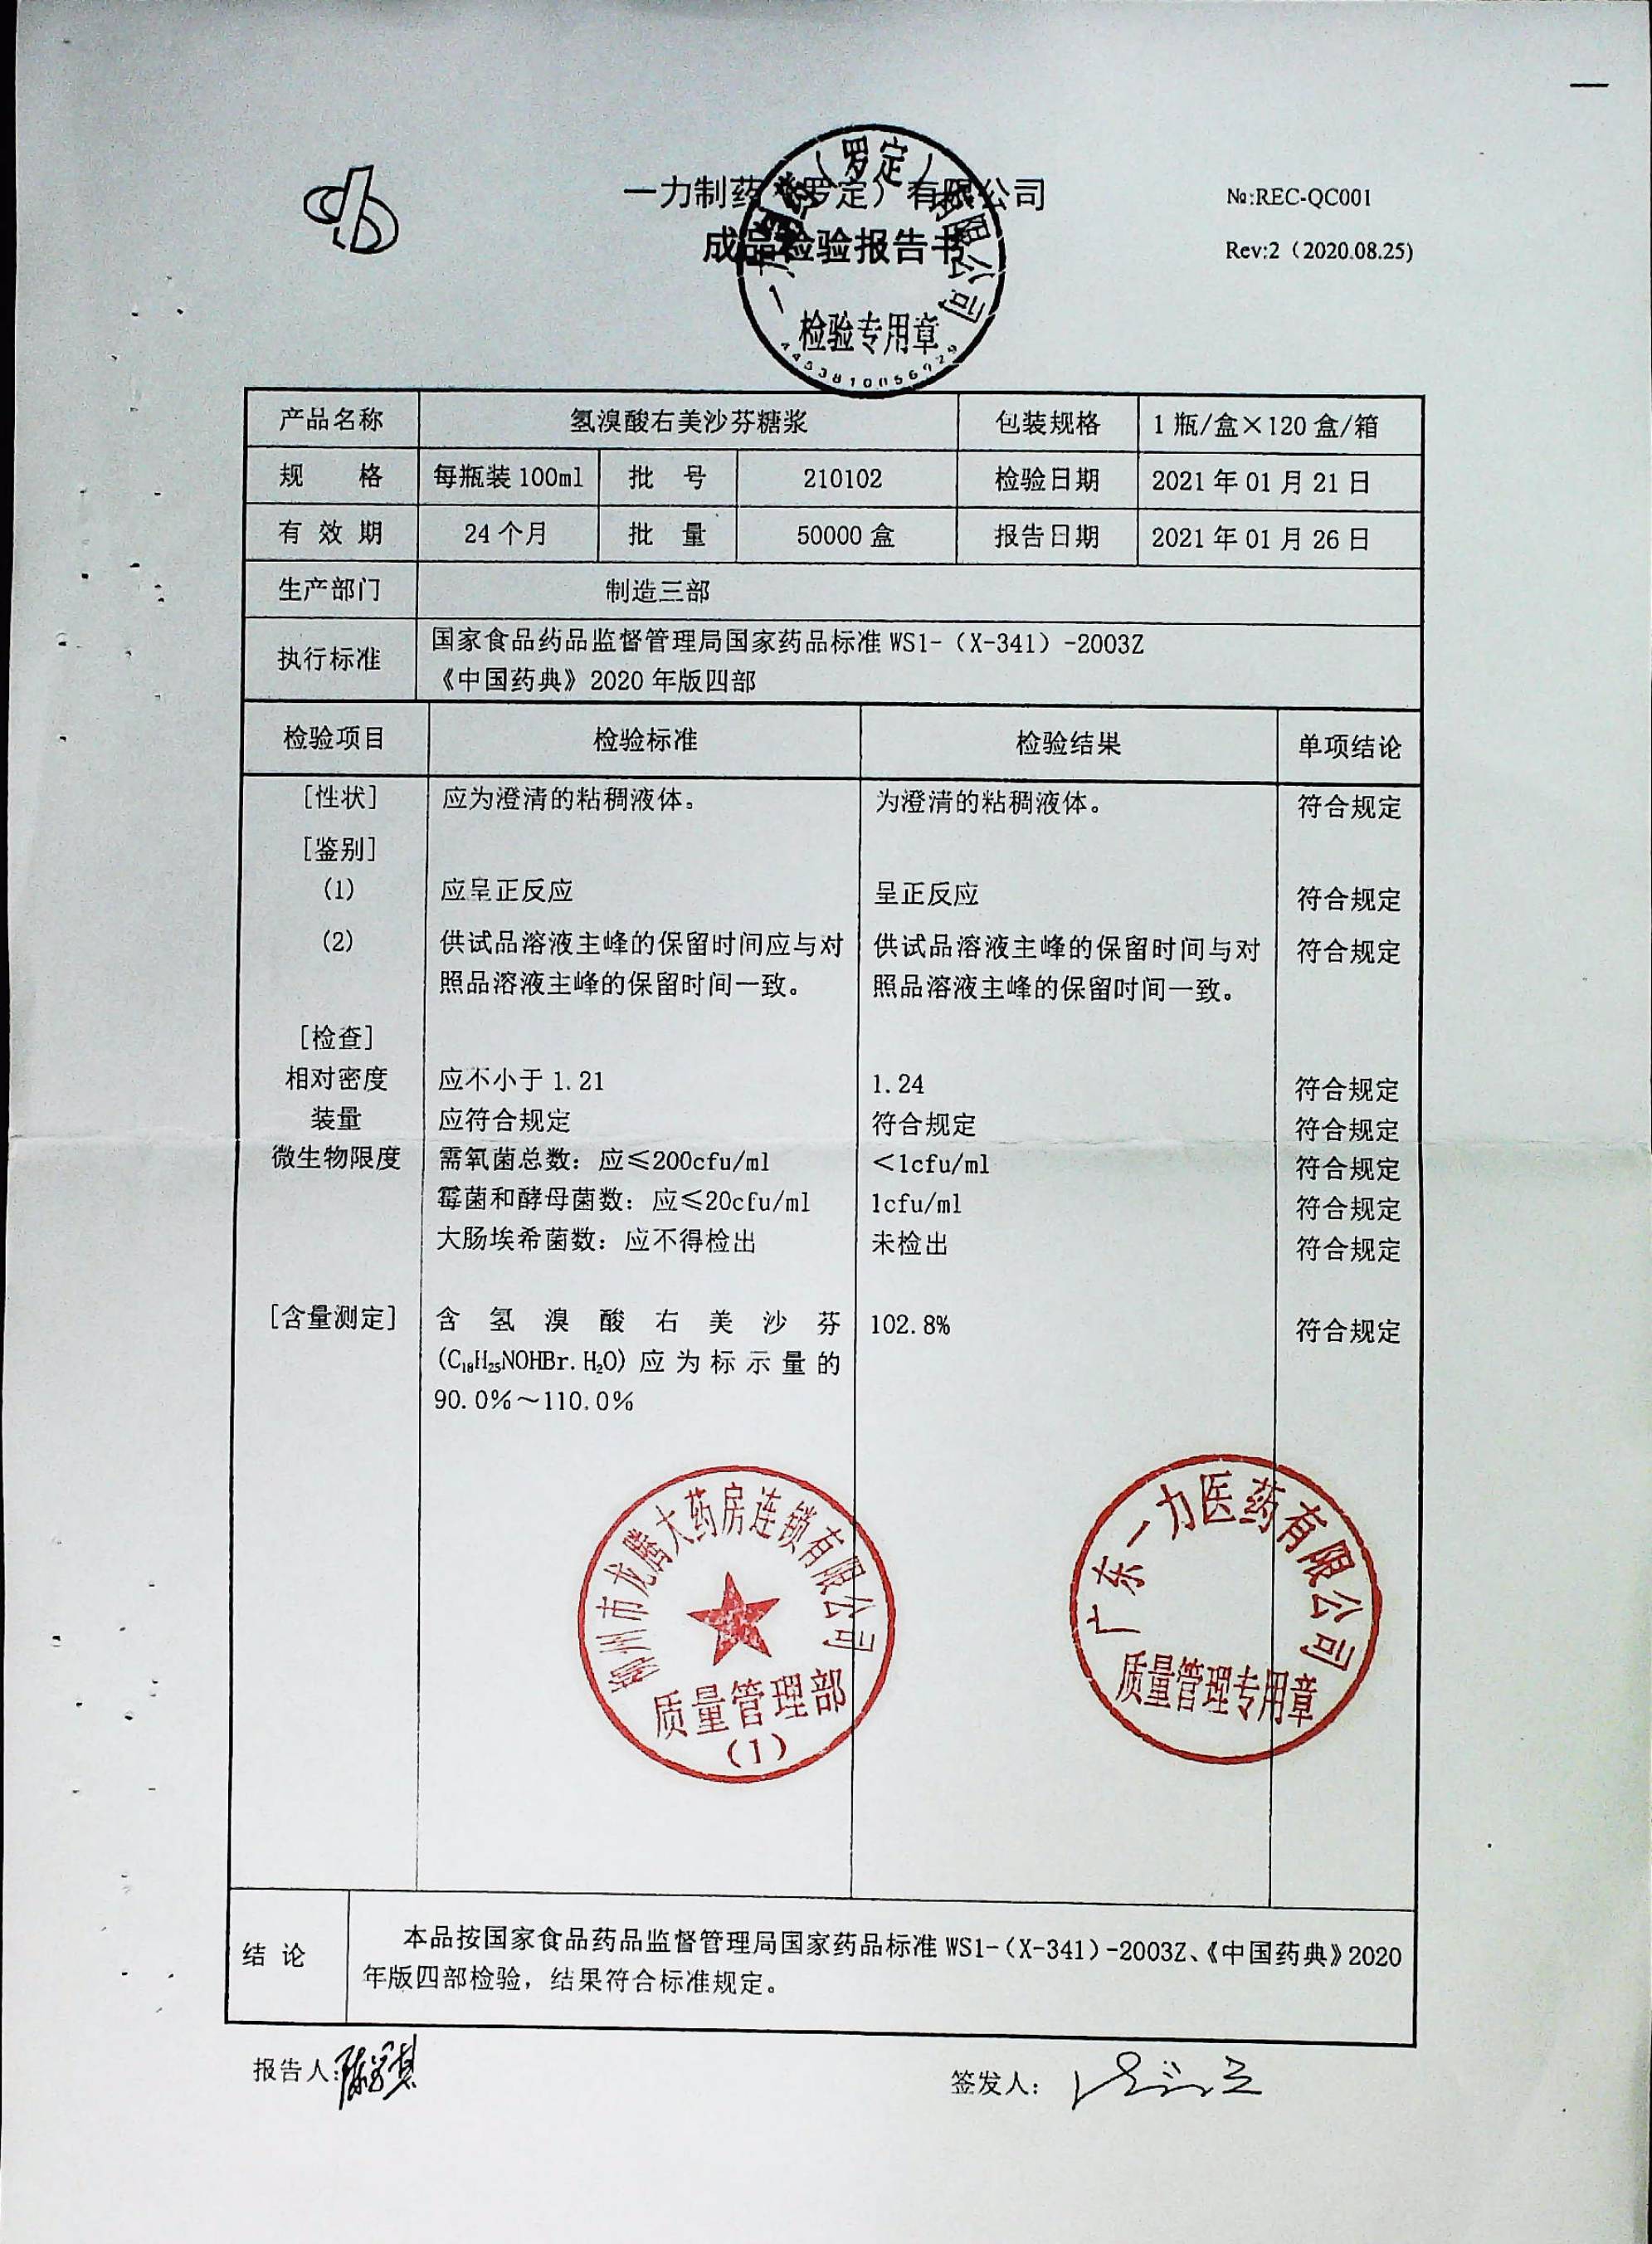 一力制药（罗定）有限公司
成品检验报告书
№:REC-QC001
Rev:2（2020.08.25)
一力制药（罗定）有限公司
检验专用章
产品名称 氢溴酸右美沙芬糖浆 包装规格 1瓶/盒×120盒/箱
规 格 每瓶装100ml 批 号 210102 检验日期 2021年01月21日
有效期 24个月 批 量 50000盒 报告日期 2021年01月26日
生产部门 制造三部
执行标准 国家食品药品监督管理局国家药品标准WS1-（X-341）-2003Z
《中国药典》2020年版四部
检验项目 检验标准 检验结果 单项结论
[性状] 应为澄清的粘稠液体。 为澄清的粘稠液体。 符合规定
[鉴别]
(1) 应呈正反应 呈正反应 符合规定
(2) 供试品溶液主峰的保留时间应与对 供试品溶液主峰的保留时间与对 符合规定
照品溶液主峰的保留时间一致。 照品溶液主峰的保留时间一致。
[检查]
相对密度 应不小于1.21 1.24 符合规定
装量 应符合规定 符合规定 符合规定
微生物限度 需氧菌总数：应≤200cfu/ml <1cfu/ml 符合规定
霉菌和酵母菌数：应≤20cfu/ml 1cfu/ml 符合规定
大肠埃希菌数：应不得检出 未检出 符合规定
[含量测定] 含氢溴酸右美沙芬 102.8% 符合规定
(C₁₈H₂₅NOHBr.H₂O)应为标示量的
90.0%～110.0%
柳州市龙腾大药房连锁有限公司
质量管理部
(1)
广东一力医药有限公司
质量管理专用章
结论 本品按国家食品药品监督管理局国家药品标准WS1-(X-341)-2003Z、《中国药典》2020
年版四部检验，结果符合标准规定。
报告人：
签发人：